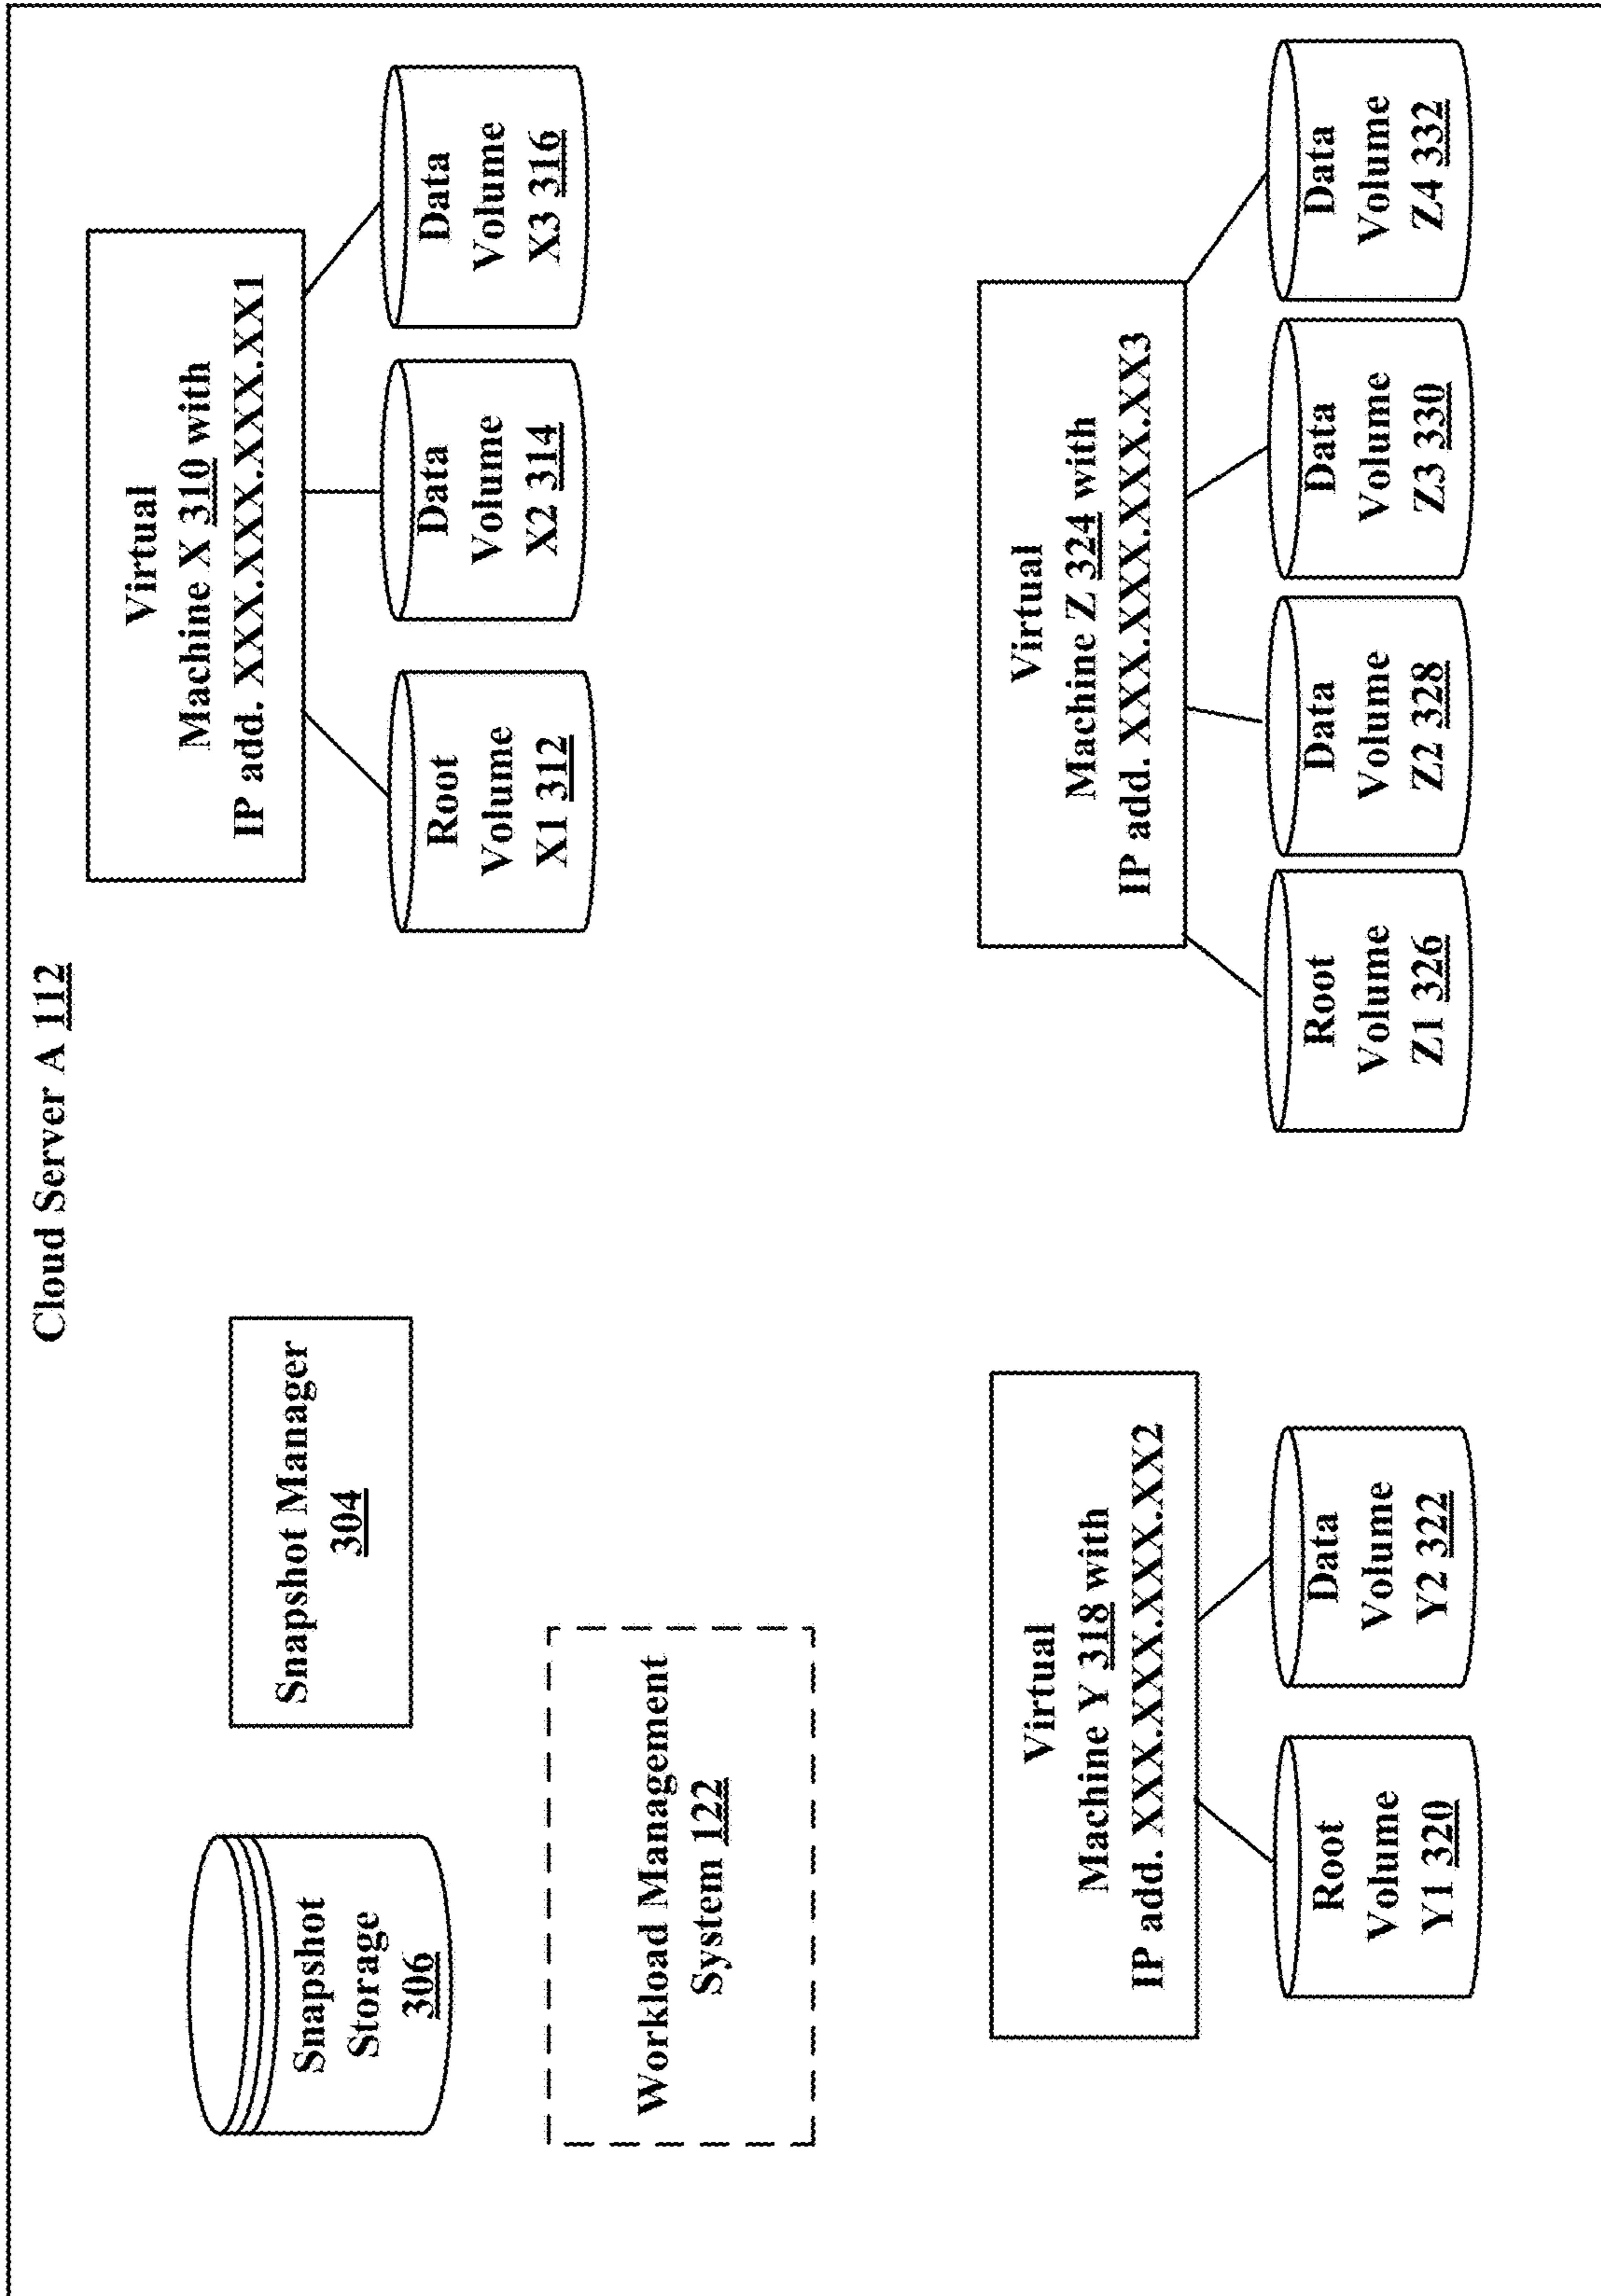 Cloud Server A 112
Snapshot
Storage
306
Snapshot Manager
304
Workload Management
System 122
Virtual
Machine X 310 with
IP add. XXX.XXX.XXX.XX1
Root
Volume
X1 312
Data
Volume
X2 314
Data
Volume
X3 316
Virtual
Machine Y 318 with
IP add. XXX.XXX.XXX.XX2
Root
Volume
Y1 320
Data
Volume
Y2 322
Virtual
Machine Z 324 with
IP add. XXX.XXX.XXX.XX3
Root
Volume
Z1 326
Data
Volume
Z2 328
Data
Volume
Z3 330
Data
Volume
Z4 332